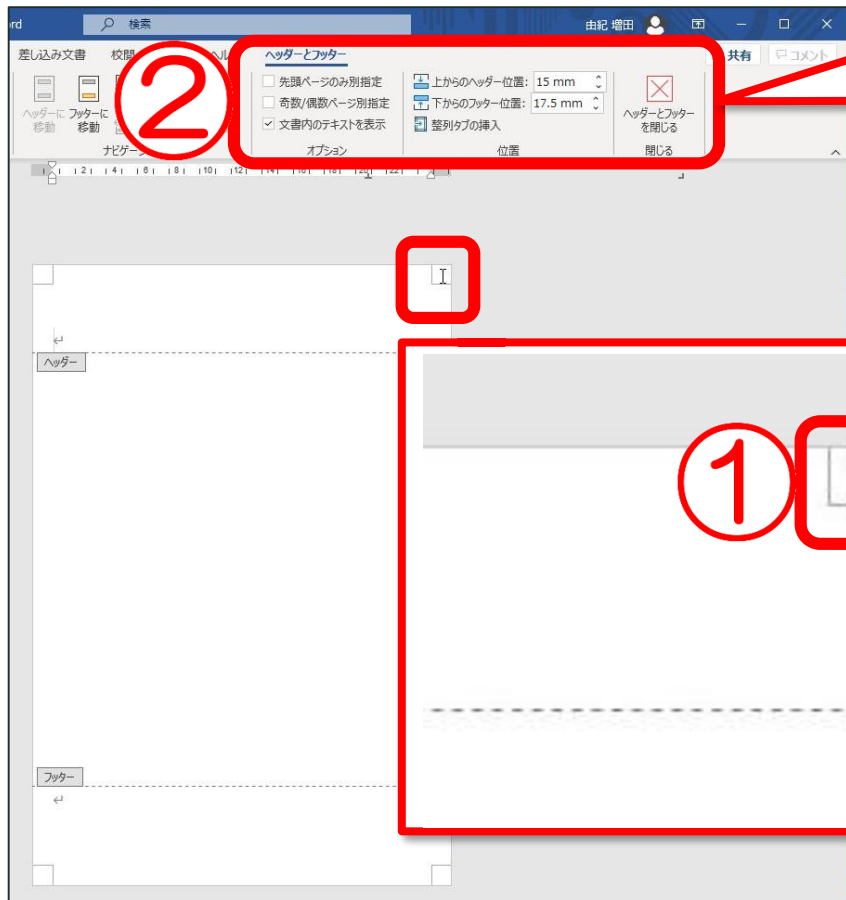 rd
検索
由紀 増田
差し込み文書
校閲
ヘル
ヘッダーとフッター
共有
コメント
②
ヘッダーに
移動
フッターに
移動
先頭ページのみ別指定
奇数/偶数ページ別指定
文書内のテキストを表示
上からのヘッダー位置: 15 mm
下からのフッター位置: 17.5 mm
整列タブの挿入
ヘッダーとフッター
を閉じる
ナビゲーシ
オプション
位置
閉じる
ヘッダー
①
フッター